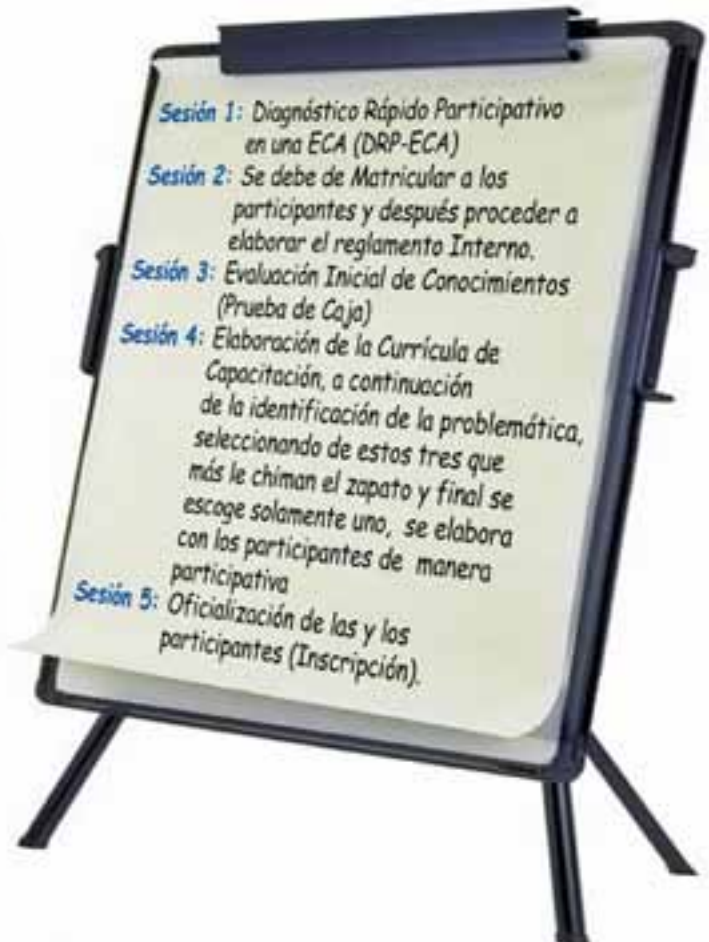 Sesión 1: Diagnóstico Rápido Participativo
en una ECA (DRP-ECA)
Sesión 2: Se debe de Matricular a los
participantes y después proceder a
elaborar el reglamento Interno.
Sesión 3: Evaluación Inicial de Conocimientos
(Prueba de Caja)
Sesión 4: Elaboración de la Currícula de
Capacitación, a continuación
de la identificación de la problemática,
seleccionando de estos tres que
más le chiman el zapato y final se
escoge solamente uno, se elabora
con los participantes de manera
participativa
Sesión 5: Oficialización de las y los
participantes (Inscripción).